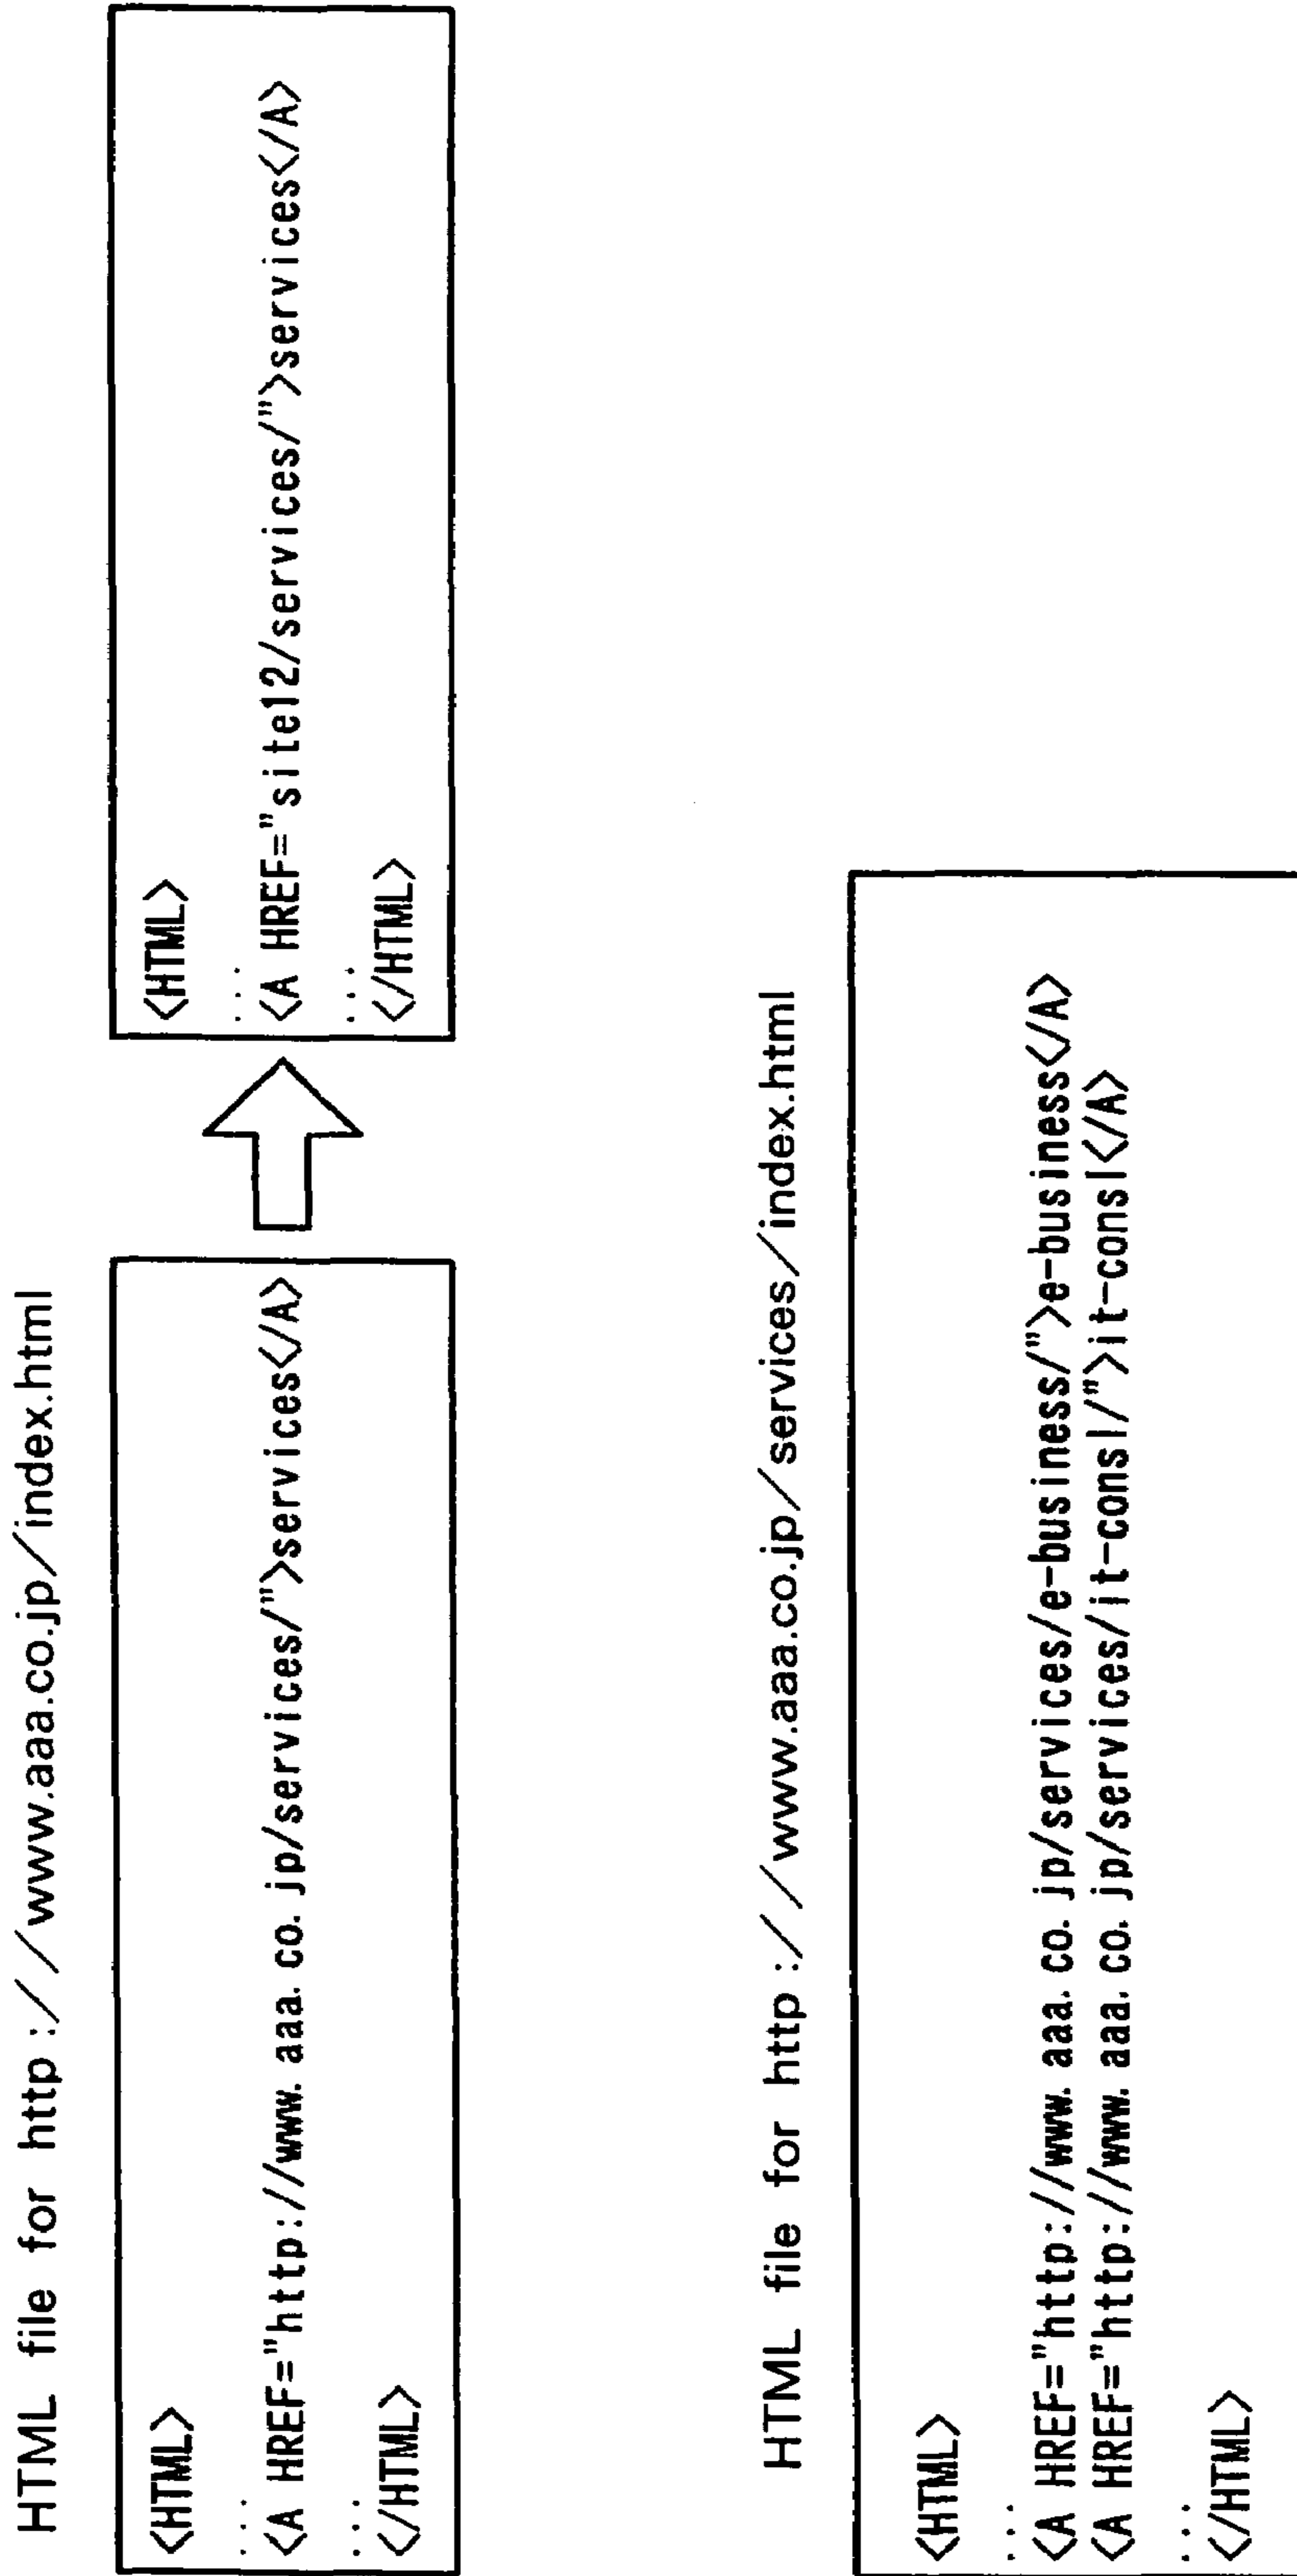 HTML file for http://www.aaa.co.jp/index.html
<HTML>
...
<A HREF="http://www.aaa.co.jp/services/">services</A>
...
</HTML>
<HTML>
...
<A HREF="site12/services/">services</A>
...
</HTML>
HTML file for http://www.aaa.co.jp/services/index.html
<HTML>
...
<A HREF="http://www.aaa.co.jp/services/e-business/">e-business</A>
<A HREF="http://www.aaa.co.jp/services/it-consl/">it-consl</A>
...
</HTML>